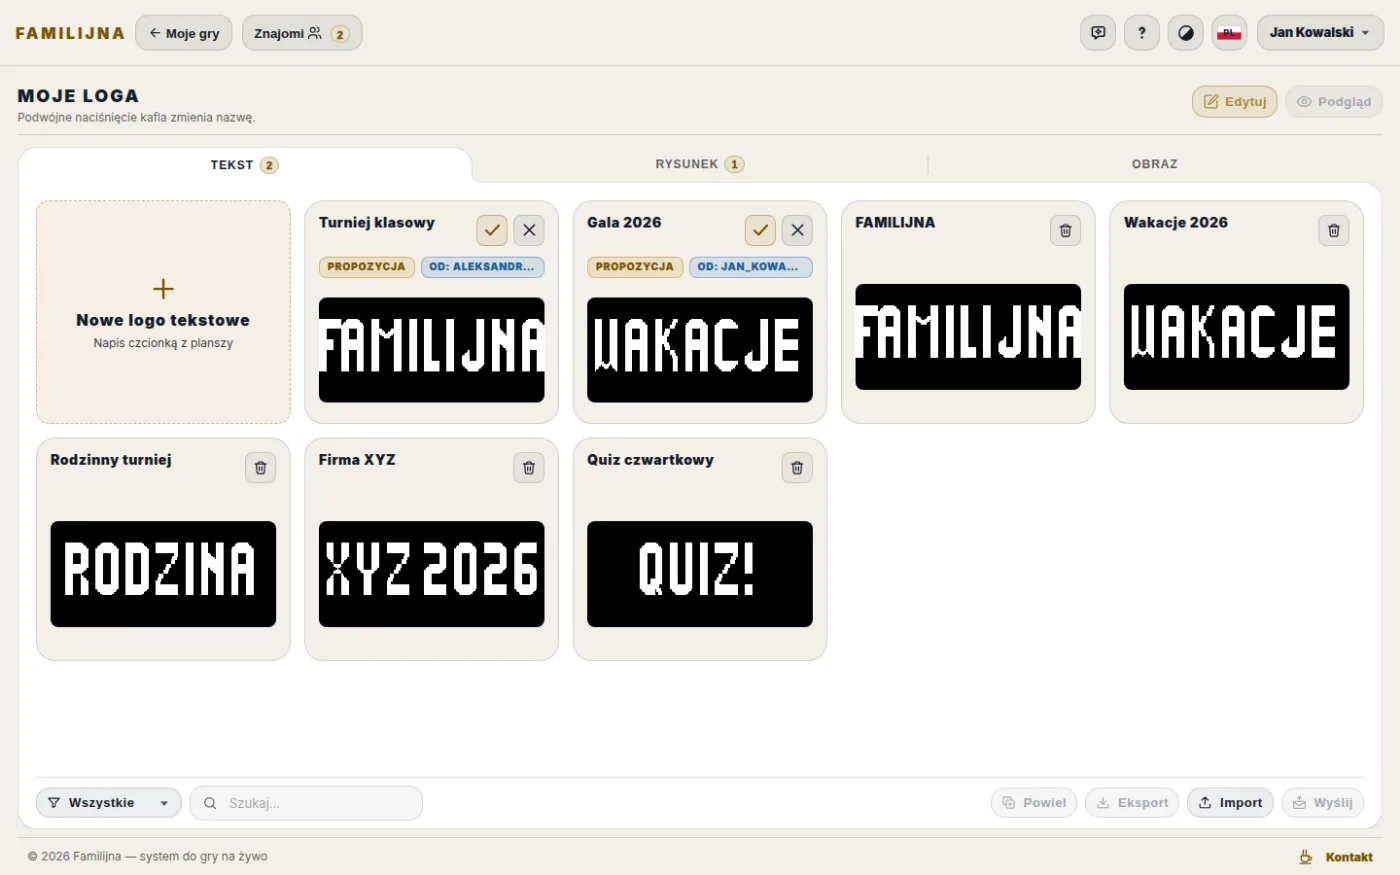 FAMILIJNA
Moje gry
Znajomi 2
?
PL
Jan Kowalski
MOJE LOGA
Podwójne naciśnięcie kafla zmienia nazwę.
Edytuj
Podgląd
TEKST 2
RYSUNEK 1
OBRAZ
Nowe logo tekstowe
Napis czcionką z planszy
Turniej klasowy
PROPOZYCJA
OD: ALEKSANDR...
FAMILIJNA
Gala 2026
PROPOZYCJA
OD: JAN_KOWA...
WAKACJE
FAMILIJNA
FAMILIJNA
Wakacje 2026
WAKACJE
Rodzinny turniej
RODZINA
Firma XYZ
XYZ 2026
Quiz czwartkowy
QUIZ!
Wszystkie
Szukaj...
Powiel
Eksport
Import
Wyślij
© 2026 Familijna — system do gry na żywo
Kontakt